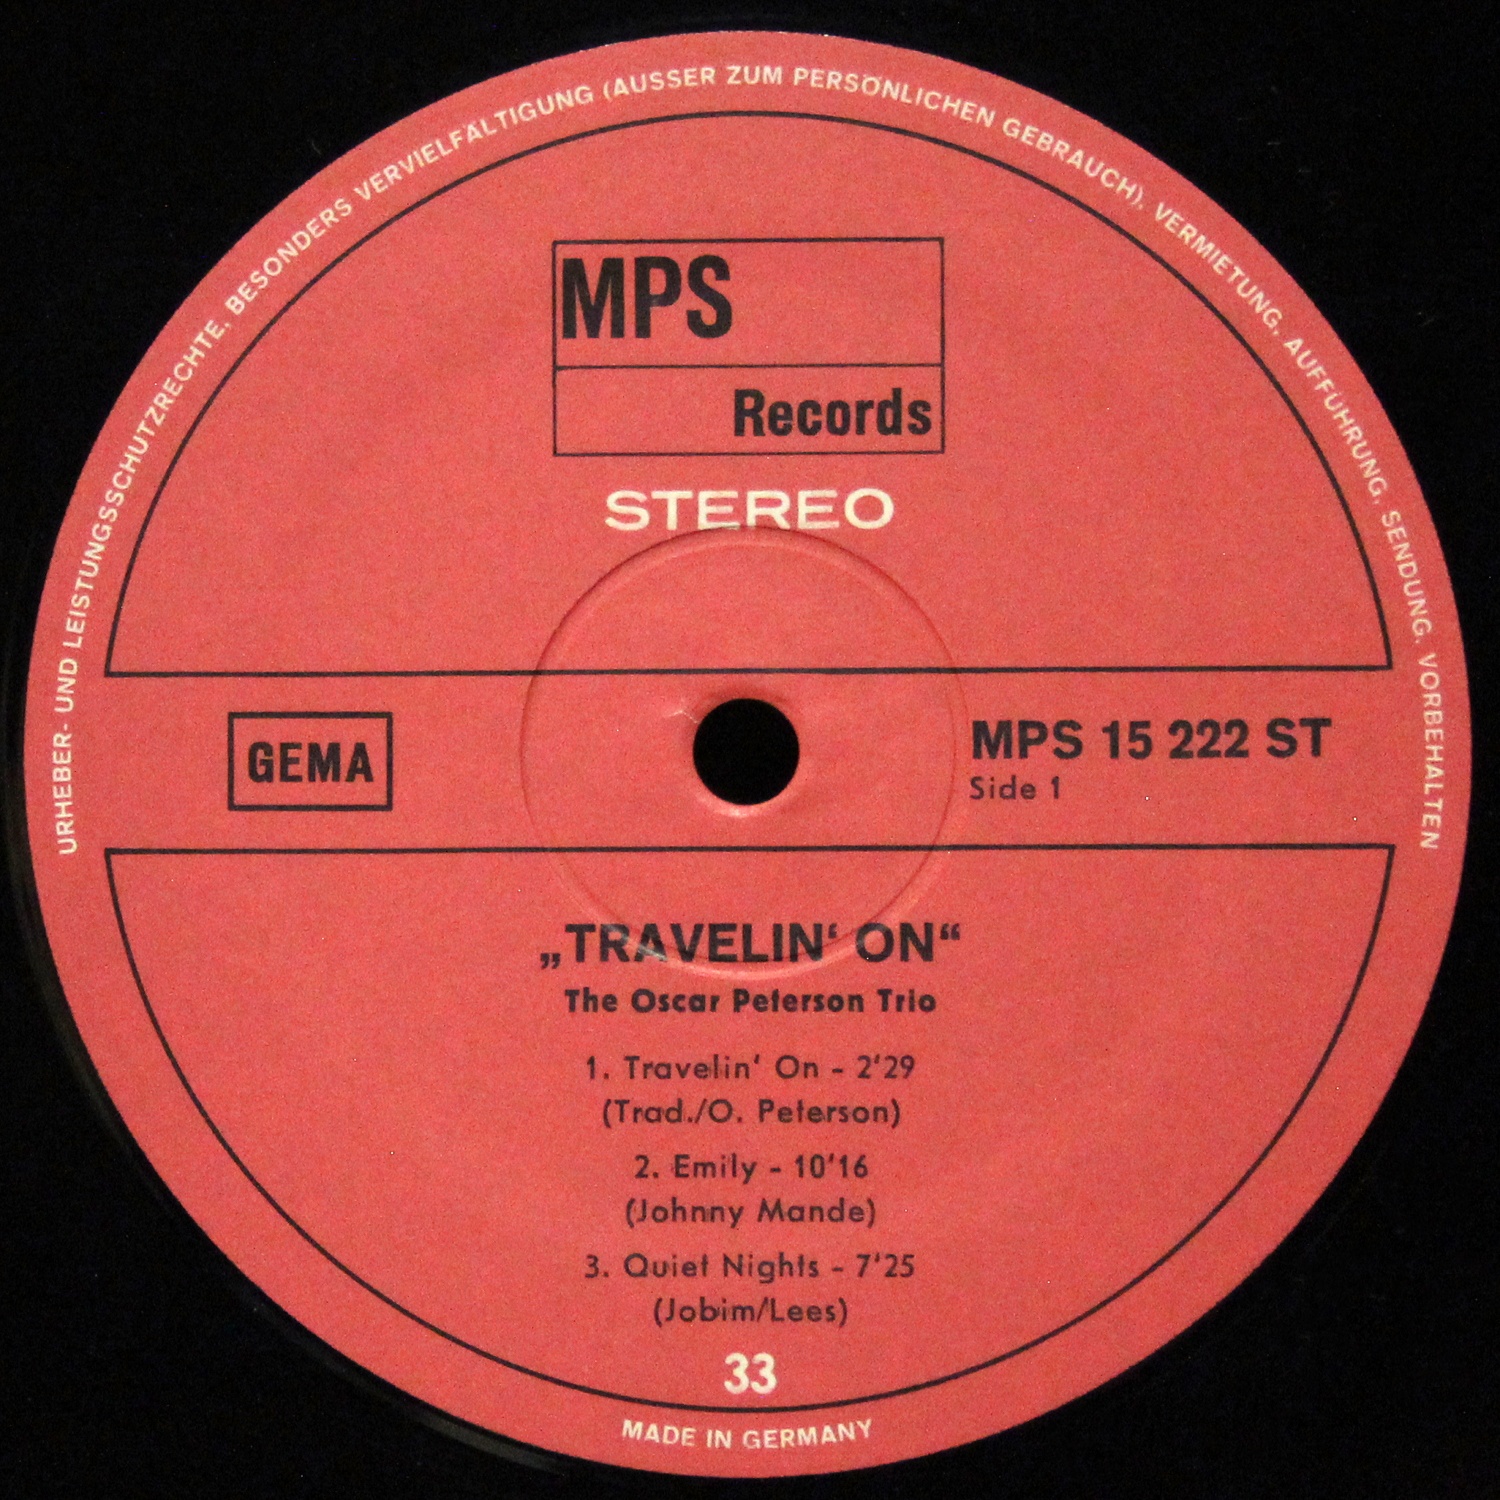 URHEBER- UND LEISTUNGSSCHUTZRECHTE, BESONDERS VERVIELFÄLTIGUNG (AUSSER ZUM PERSÖNLICHEN GEBRAUCH), VERMIETUNG, AUFFÜHRUNG, SENDUNG, VORBEHALTEN
MPS
Records
STEREO
GEMA
MPS 15 222 ST
Side 1
„TRAVELIN‘ ON“
The Oscar Peterson Trio
1. Travelin‘ On - 2‘29
(Trad./O. Peterson)
2. Emily - 10‘16
(Johnny Mande)
3. Quiet Nights - 7‘25
(Jobim/Lees)
33
MADE IN GERMANY